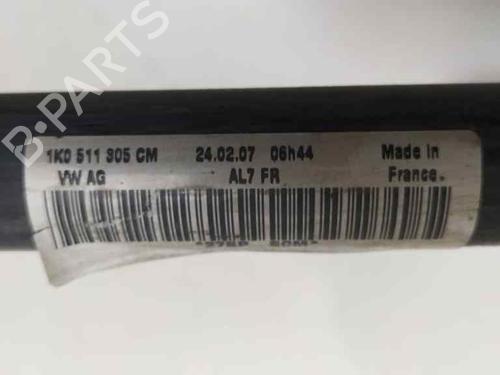 B-PARTS
1K0 511 305 CM 24.02.07 06h44 Made in
VW AG AL7 FR France.